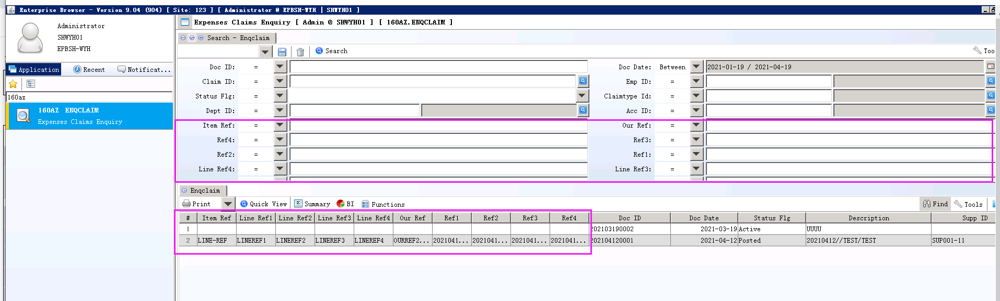 Enterprise Browser - Version 9.04 (904) [ Site: 123 ] [ Administrator @ EPBSH-WYH | SHWYH01 ]
Administrator
SHWYH01
EPBSH-WYH
Application Recent Notificat...
160az
160AZ ENQCLAIM
Expenses Claims Enquiry
Expenses Claims Enquiry [ Admin @ SHWYH01 ] [ 160AZ.ENQCLAIM ]
Search - Enqclaim
Search Too
Doc ID: = Doc Date: Between 2021-01-19 / 2021-04-19
Claim ID: = Emp ID: =
Status Flg: = Claimtype Id: =
Dept ID: = Acc ID: =
Item Ref: = Our Ref: =
Ref4: = Ref3: =
Ref2: = Ref1: =
Line Ref4: = Line Ref3: =
Enqclaim
Print Quick View Summary BI Functions Find Tools
# Item Ref Line Ref1 Line Ref2 Line Ref3 Line Ref4 Our Ref Ref1 Ref2 Ref3 Ref4 Doc ID Doc Date Status Flg Description Supp ID
1 202103190002 2021-03-19 Active UUUU
2 LINE-REF LINEREF1 LINEREF2 LINEREF3 LINEREF4 OURREF2... 2021041... 2021041... 2021041... 2021041... 202104120001 2021-04-12 Posted 20210412//TEST/TEST SUP001-11